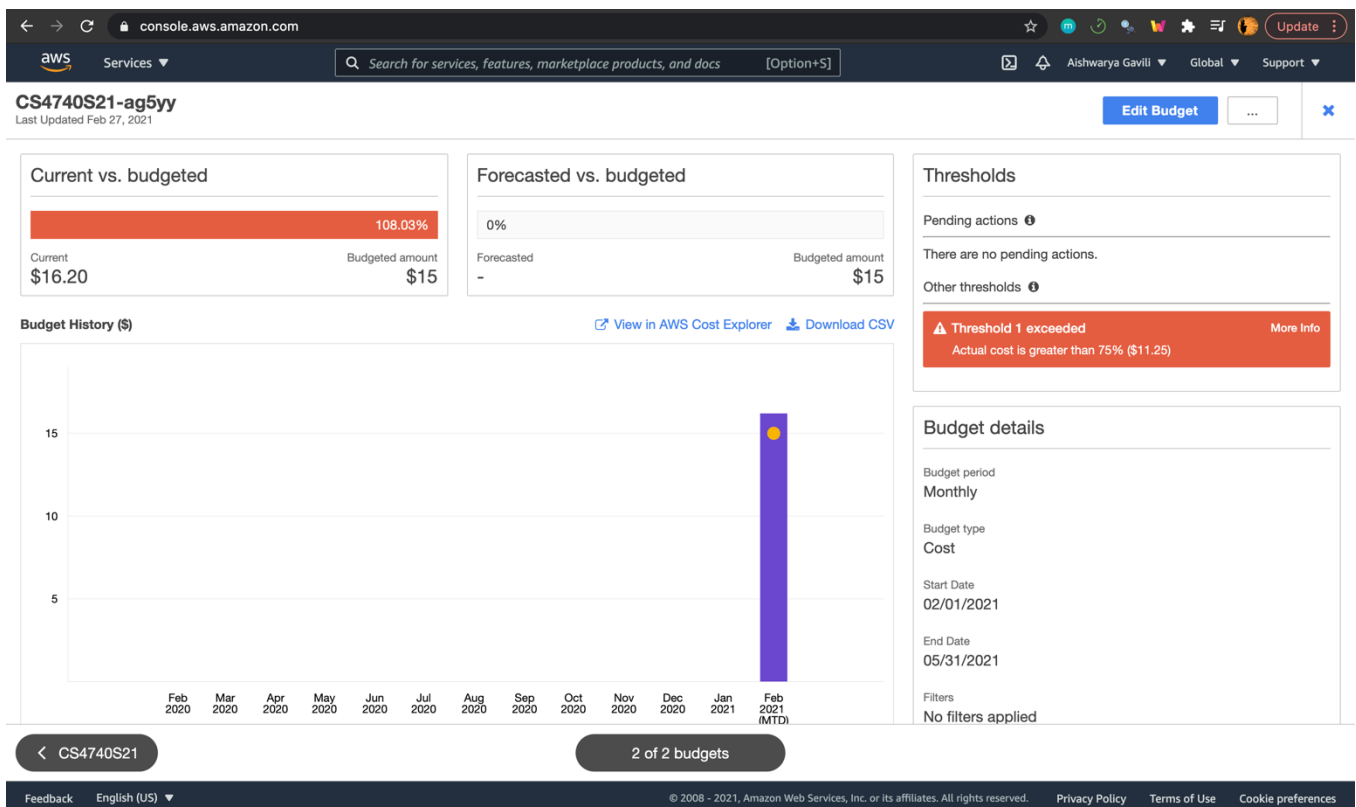 console.aws.amazon.com
Update
aws Services Search for services, features, marketplace products, and docs [Option+S] Aishwarya Gavili Global Support
CS4740S21-ag5yy
Last Updated Feb 27, 2021
Edit Budget ...
Current vs. budgeted
108.03%
Current Budgeted amount
$16.20 $15
Forecasted vs. budgeted
0%
Forecasted Budgeted amount
- $15
Budget History ($) View in AWS Cost Explorer Download CSV
15
10
5
Feb 2020
Mar 2020
Apr 2020
May 2020
Jun 2020
Jul 2020
Aug 2020
Sep 2020
Oct 2020
Nov 2020
Dec 2020
Jan 2021
Feb 2021 (MTD)
Thresholds
Pending actions
There are no pending actions.
Other thresholds
Threshold 1 exceeded More Info
Actual cost is greater than 75% ($11.25)
Budget details
Budget period
Monthly
Budget type
Cost
Start Date
02/01/2021
End Date
05/31/2021
Filters
No filters applied
CS4740S21 2 of 2 budgets
Feedback English (US) © 2008 - 2021, Amazon Web Services, Inc. or its affiliates. All rights reserved. Privacy Policy Terms of Use Cookie preferences